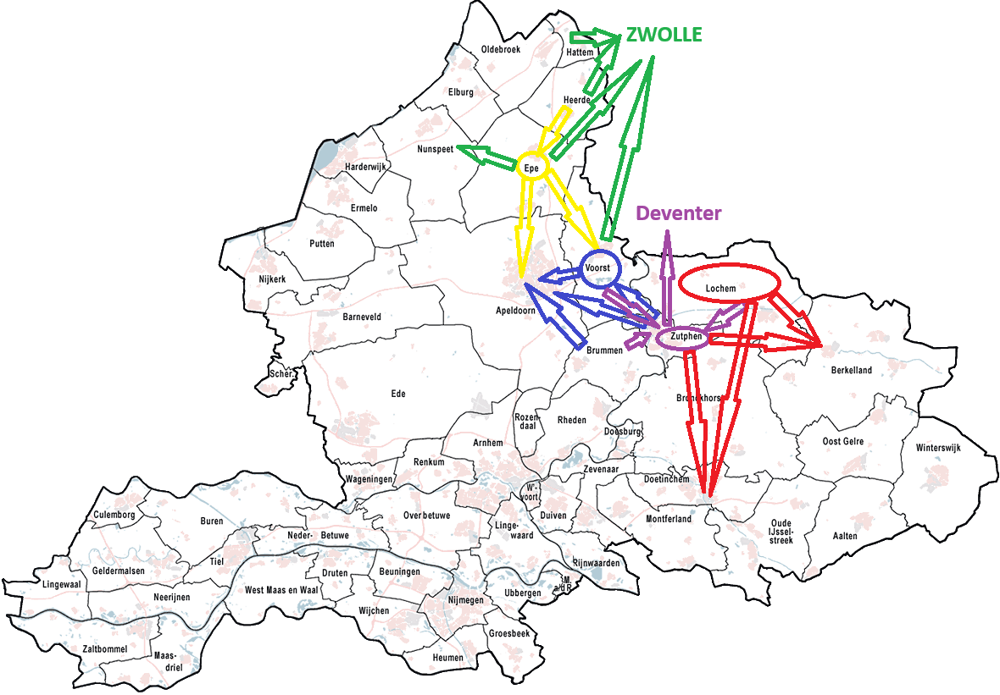 ZWOLLE
Oldebroek
Hattem
Elburg
Heerde
Nunspeet
Harderwijk
Epe
Ermelo
Deventer
Putten
Voorst
Nijkerk
Lochem
Apeldoorn
Barneveld
Zutphen
Brummen
Berkelland
Scher.
Ede
Rozen-
daal
Rheden
Doesburg
Oost Gelre
Winterswijk
Arnhem
Renkum
Zevenaar
Wageningen
Doetinchem
W'-
voort
Culemborg
Buren
Overbetuwe
Duiven
Montferland
Linge-
waard
Neder-
Betuwe
Oude
IJssel-
streek
Aalten
Tiel
Geldermalsen
Rijnwaarden
Lingewaal
Druten
Beuningen
West Maas en Waal
Neerijnen
Ubbergen
M.
a/d R.
Nijmegen
Wijchen
Groesbeek
Zaltbommel
Maas-
driel
Heumen